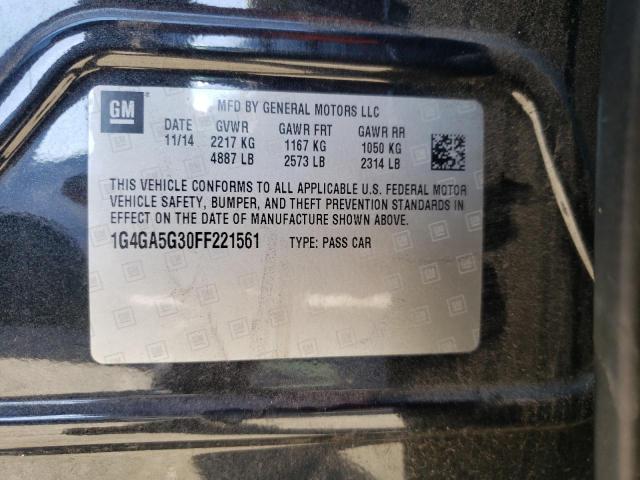 GM
MFD BY GENERAL MOTORS LLC
DATE GVWR GAWR FRT GAWR RR
11/14 2217 KG 1167 KG 1050 KG
4887 LB 2573 LB 2314 LB
THIS VEHICLE CONFORMS TO ALL APPLICABLE U.S. FEDERAL MOTOR
VEHICLE SAFETY, BUMPER, AND THEFT PREVENTION STANDARDS IN
EFFECT ON THE DATE OF MANUFACTURE SHOWN ABOVE.
1G4GA5G30FF221561 TYPE: PASS CAR